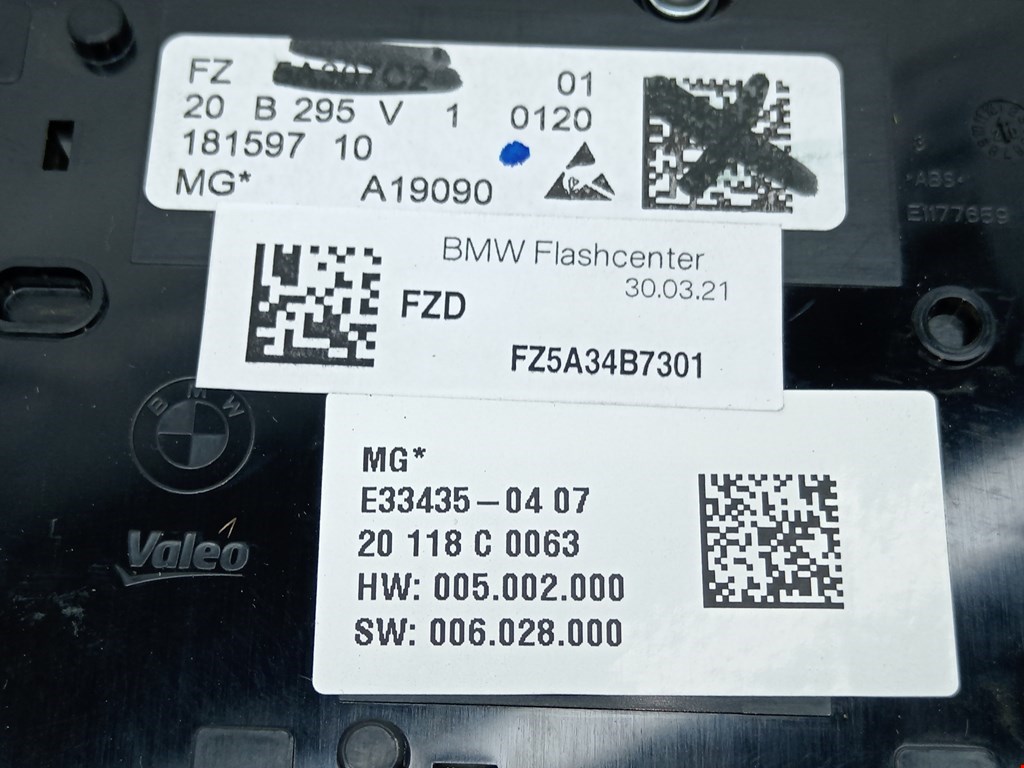 FZ 01
20 B 295 V 1 0120
181597 10
MG* A19090
BMW Flashcenter
30.03.21
FZD
FZ5A34B7301
MG*
E33435-04 07
20 118 C 0063
HW: 005.002.000
SW: 006.028.000
BMW
Valeo
3
>ABS<
E1177659